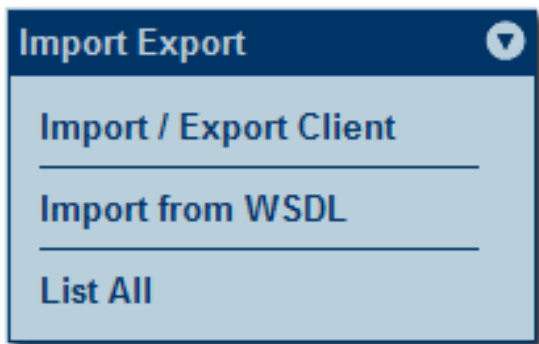 Import Export
Import / Export Client
Import from WSDL
List All